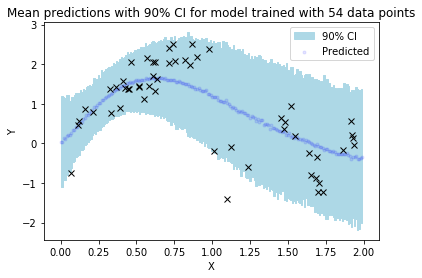 Mean predictions with 90% CI for model trained with 54 data points
90% CI
Predicted
3
2
1
0
−1
−2
Y
0.00 0.25 0.50 0.75 1.00 1.25 1.50 1.75 2.00
X